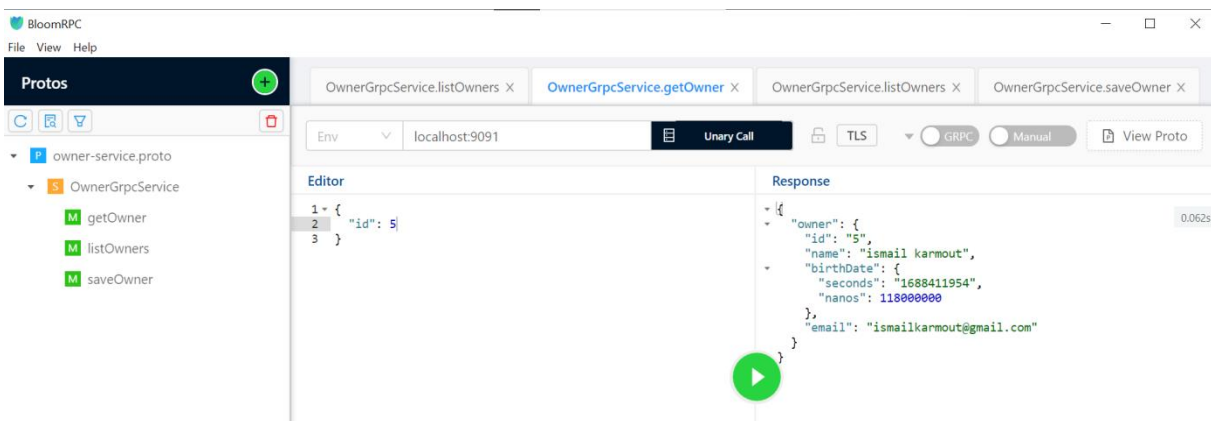 BloomRPC
File View Help
Protos
OwnerGrpcService.listOwners X OwnerGrpcService.getOwner X OwnerGrpcService.listOwners X OwnerGrpcService.saveOwner X
Env localhost:9091 Unary Call TLS GRPC Manual View Proto
P owner-service.proto
S OwnerGrpcService
M getOwner
M listOwners
M saveOwner
Editor
1 {
2 "id": 5
3 }
Response
0.062s
{
"owner": {
"id": "5",
"name": "ismail karmout",
"birthDate": {
"seconds": "1688411954",
"nanos": 118000000
},
"email": "ismailkarmout@gmail.com"
}
}